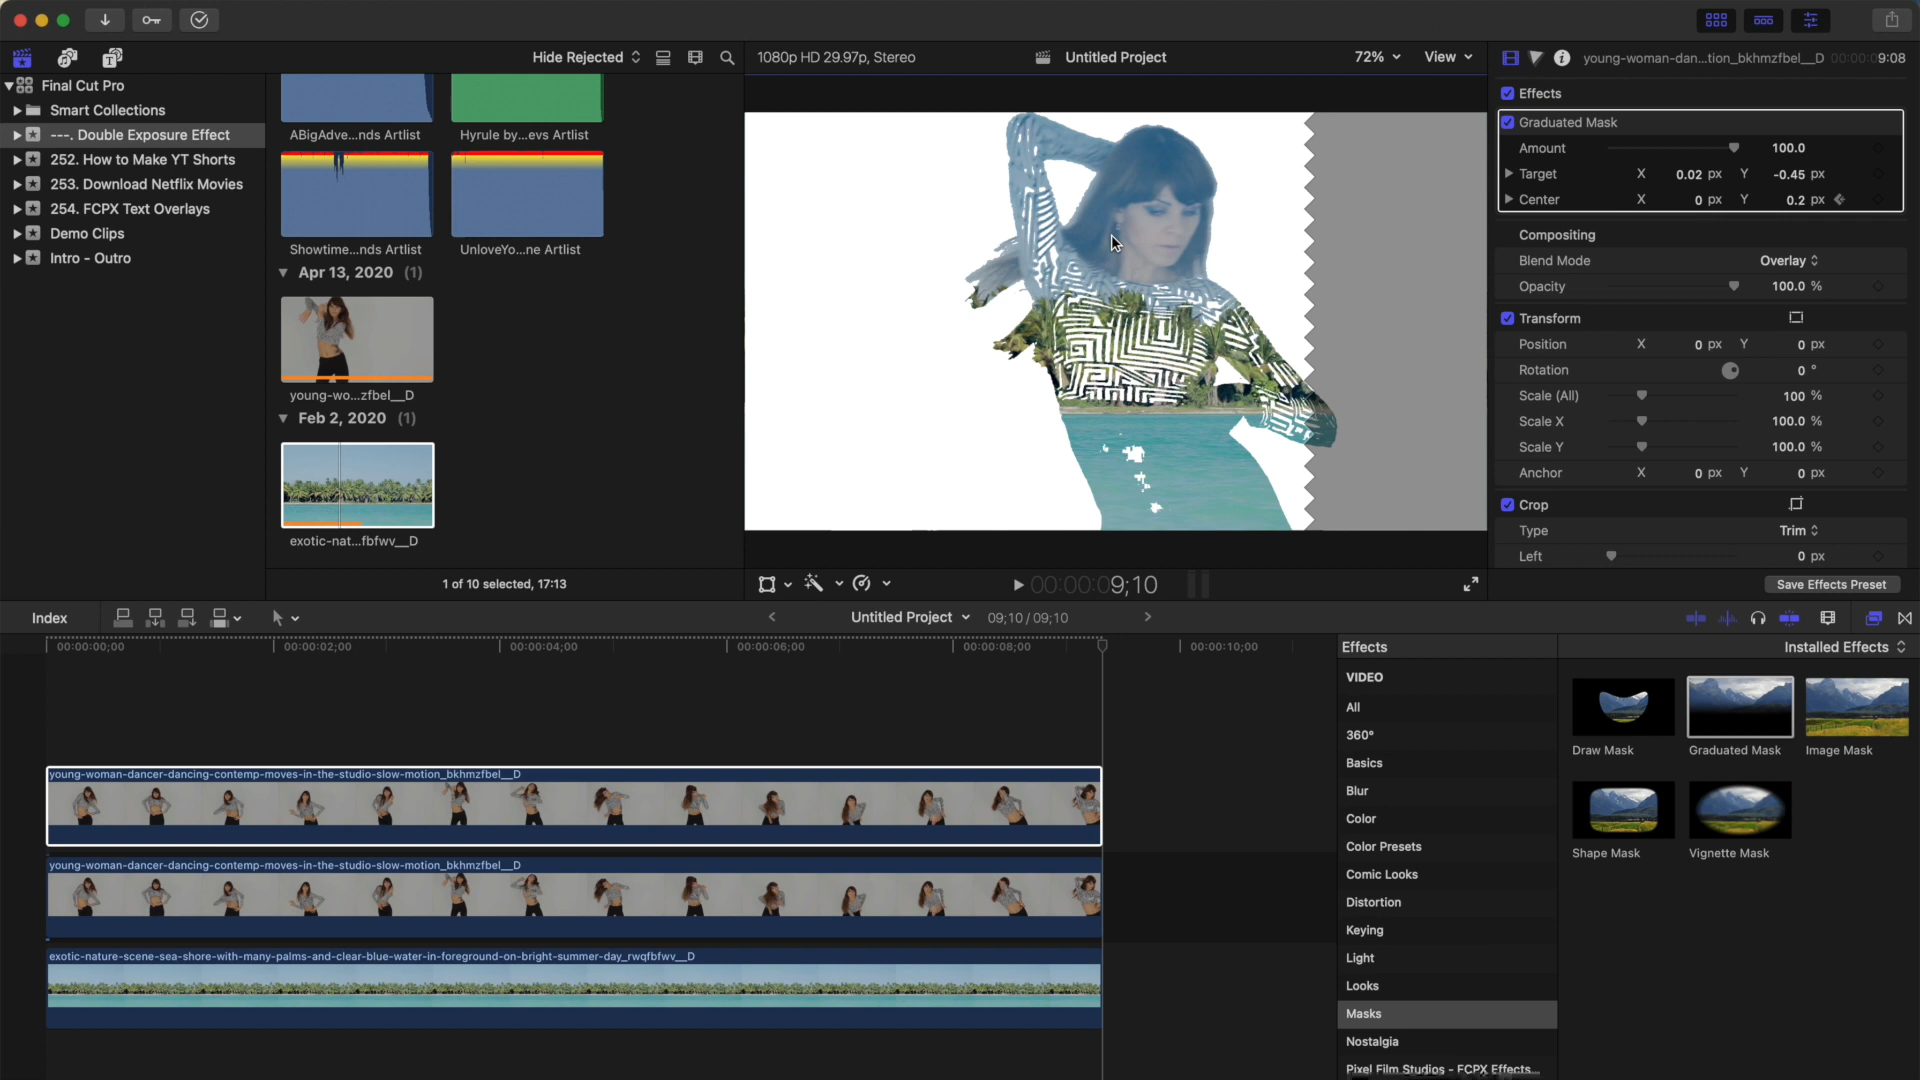 Hide Rejected
1080p HD 29.97p, Stereo
Untitled Project
72%
View
young-woman-dan...tion_bkhmzfbel__D
00:00:09:08
Final Cut Pro
Smart Collections
---. Double Exposure Effect
252. How to Make YT Shorts
253. Download Netflix Movies
254. FCPX Text Overlays
Demo Clips
Intro - Outro
ABigAdve...nds Artlist
Hyrule by...evs Artlist
Showtime...nds Artlist
UnloveYo...ne Artlist
Apr 13, 2020 (1)
young-wo...zfbel__D
Feb 2, 2020 (1)
exotic-nat...fbfwv__D
1 of 10 selected, 17:13
00:00:09;10
Effects
Graduated Mask
Amount 100.0
Target X 0.02 px Y -0.45 px
Center X 0 px Y 0.2 px
Compositing
Blend Mode Overlay
Opacity 100.0 %
Transform
Position X 0 px Y 0 px
Rotation 0 °
Scale (All) 100 %
Scale X 100.0 %
Scale Y 100.0 %
Anchor X 0 px Y 0 px
Crop
Type Trim
Left 0 px
Save Effects Preset
Index
Untitled Project
09:10 / 09:10
00:00:00;00
00:00:02;00
00:00:04;00
00:00:06;00
00:00:08;00
00:00:10;00
young-woman-dancer-dancing-contemp-moves-in-the-studio-slow-motion_bkhmzfbel__D
young-woman-dancer-dancing-contemp-moves-in-the-studio-slow-motion_bkhmzfbel__D
exotic-nature-scene-sea-shore-with-many-palms-and-clear-blue-water-in-foreground-on-bright-summer-day_rwqfbfwv__D
Effects
Installed Effects
VIDEO
All
360°
Basics
Blur
Color
Color Presets
Comic Looks
Distortion
Keying
Light
Looks
Masks
Nostalgia
Pixel Film Studios - FCPX Effects...
Draw Mask
Graduated Mask
Image Mask
Shape Mask
Vignette Mask